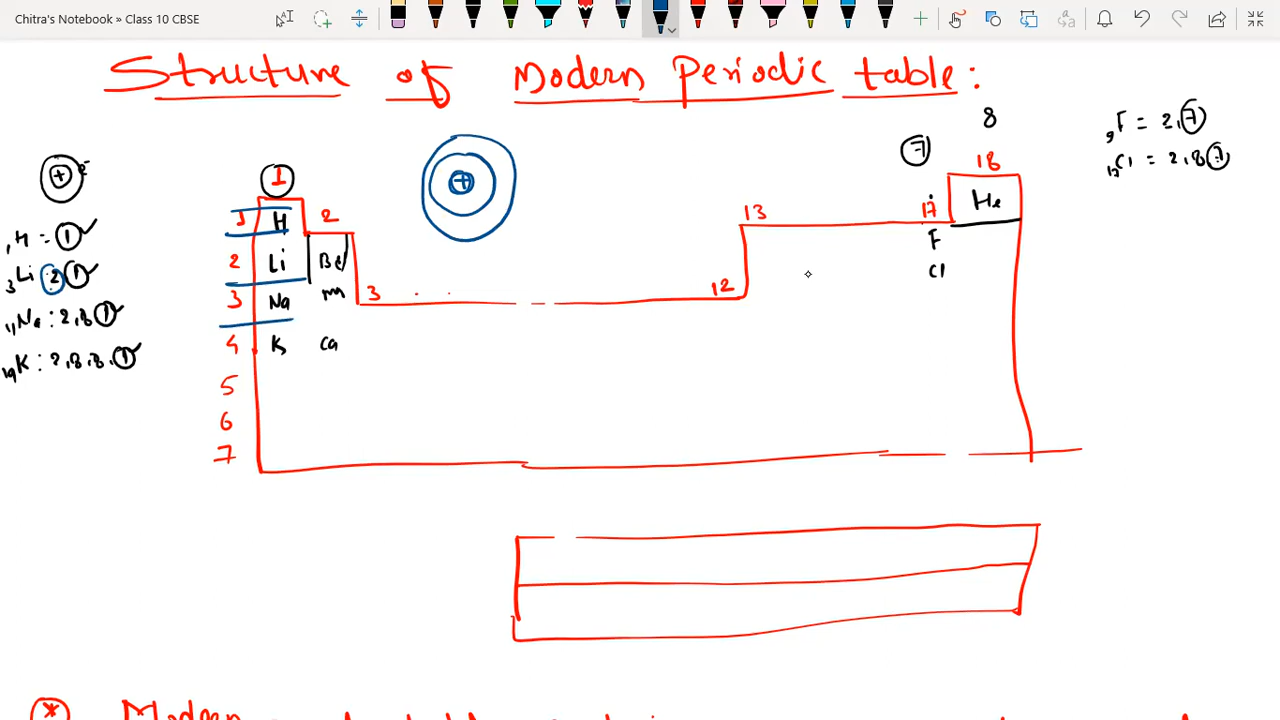 Chitra's Notebook » Class 10 CBSE
Structure of Modern Periodic table:
8
₉F = 2,7
₁₇Cl = 2,8,7
7
18
1
e⁻
+
+
1 H 2
13
17 He
₁H = 1
F
2 Li Be
Cl
₃Li : 2, 1
3 Na
3
12
₁₁Na : 2,8,1
4 K Ca
₁₉K : 2,8,8,1
5
6
7
* Modern